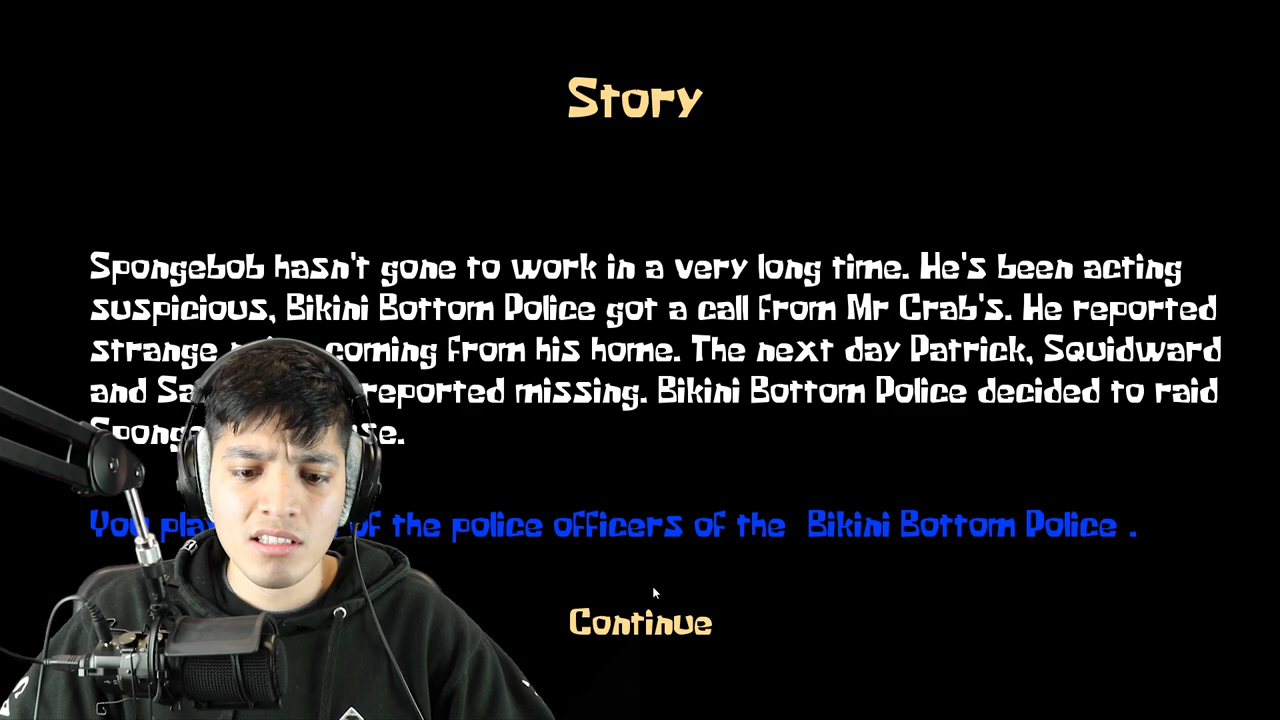 Story
Spongebob hasn't gone to work in a very long time. He's been acting
suspicious, Bikini Bottom Police got a call from Mr Crab's. He reported
strange coming from his home. The next day Patrick, Squidward
and reported missing. Bikini Bottom Police decided to raid
You of the police officers of the Bikini Bottom Police .
Continue